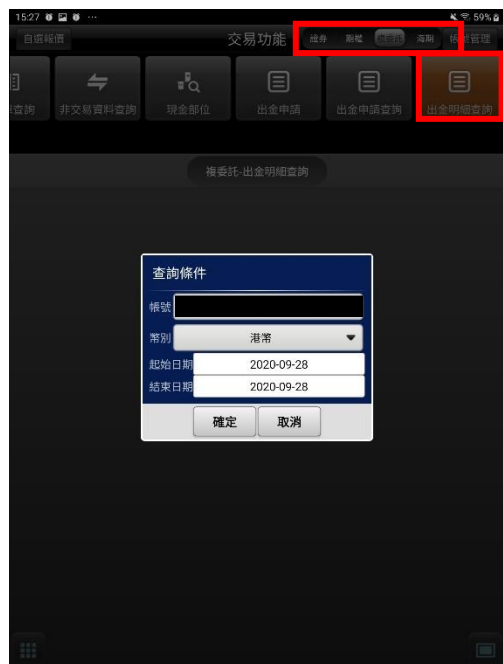 15:27 59%
自選報價 交易功能 證券 期權 複委託 海期 帳號管理
查詢 非交易資料查詢 現金部位 出金申請 出金申請查詢 出金明細查詢
複委託-出金明細查詢
查詢條件
帳號
幣別 港幣
起始日期 2020-09-28
結束日期 2020-09-28
確定 取消